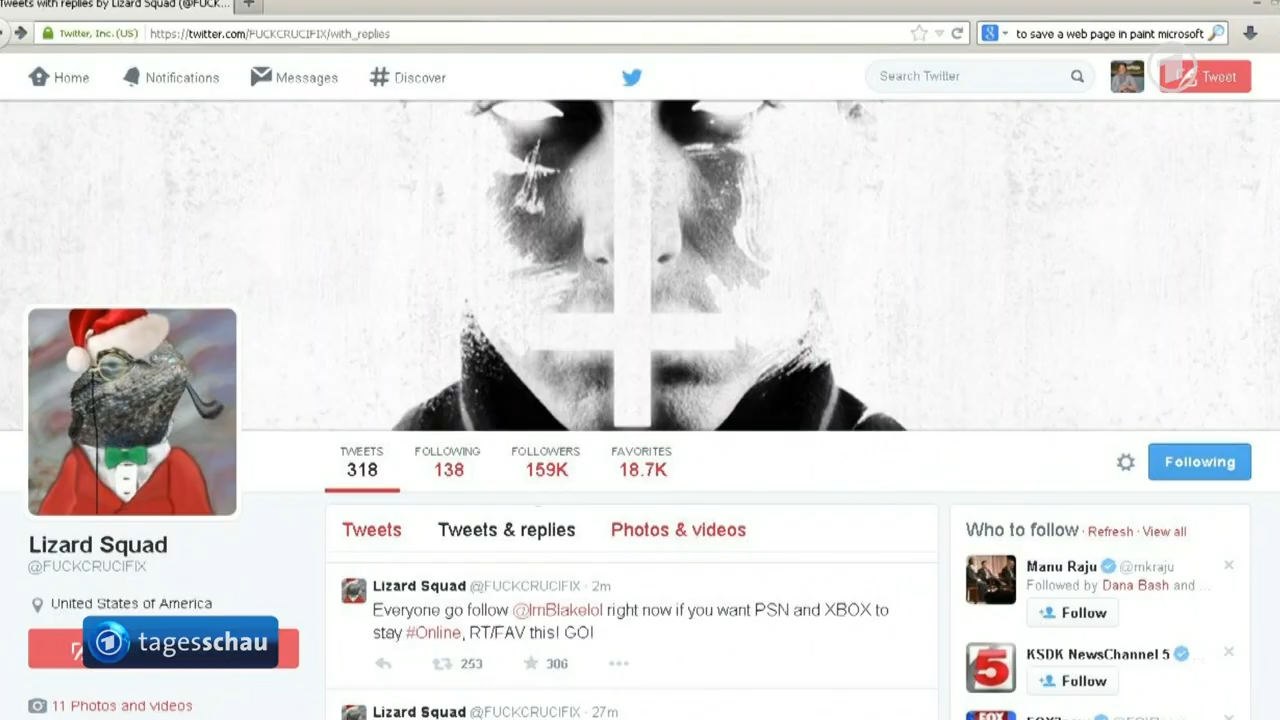 Tweets with replies by Lizard Squad (@FUCK...
Twitter, Inc. (US)
https://twitter.com/FUCKCRUCIFIX/with_replies
to save a web page in paint microsoft
Home
Notifications
Messages
Discover
Search Twitter
Tweet
TWEETS
318
FOLLOWING
138
FOLLOWERS
159K
FAVORITES
18.7K
Following
Lizard Squad
@FUCKCRUCIFIX
United States of America
tagesschau
11 Photos and videos
Tweets
Tweets & replies
Photos & videos
Lizard Squad @FUCKCRUCIFIX · 2m
Everyone go follow @ImBlakelol right now if you want PSN and XBOX to
stay #Online, RT/FAV this! GO!
253
306
Lizard Squad @FUCKCRUCIFIX · 27m
Who to follow · Refresh · View all
Manu Raju @mkraju
Followed by Dana Bash and ...
Follow
5
KSDK NewsChannel 5
Follow
FOX